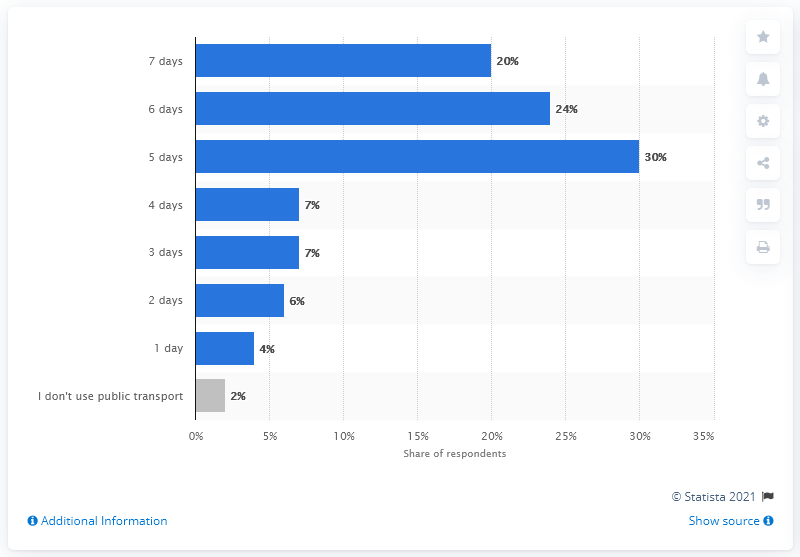 7 days 20%
6 days 24%
5 days 30%
4 days 7%
3 days 7%
2 days 6%
1 day 4%
I don't use public transport 2%
0% 5% 10% 15% 20% 25% 30% 35%
Share of respondents
© Statista 2021
Additional Information Show source